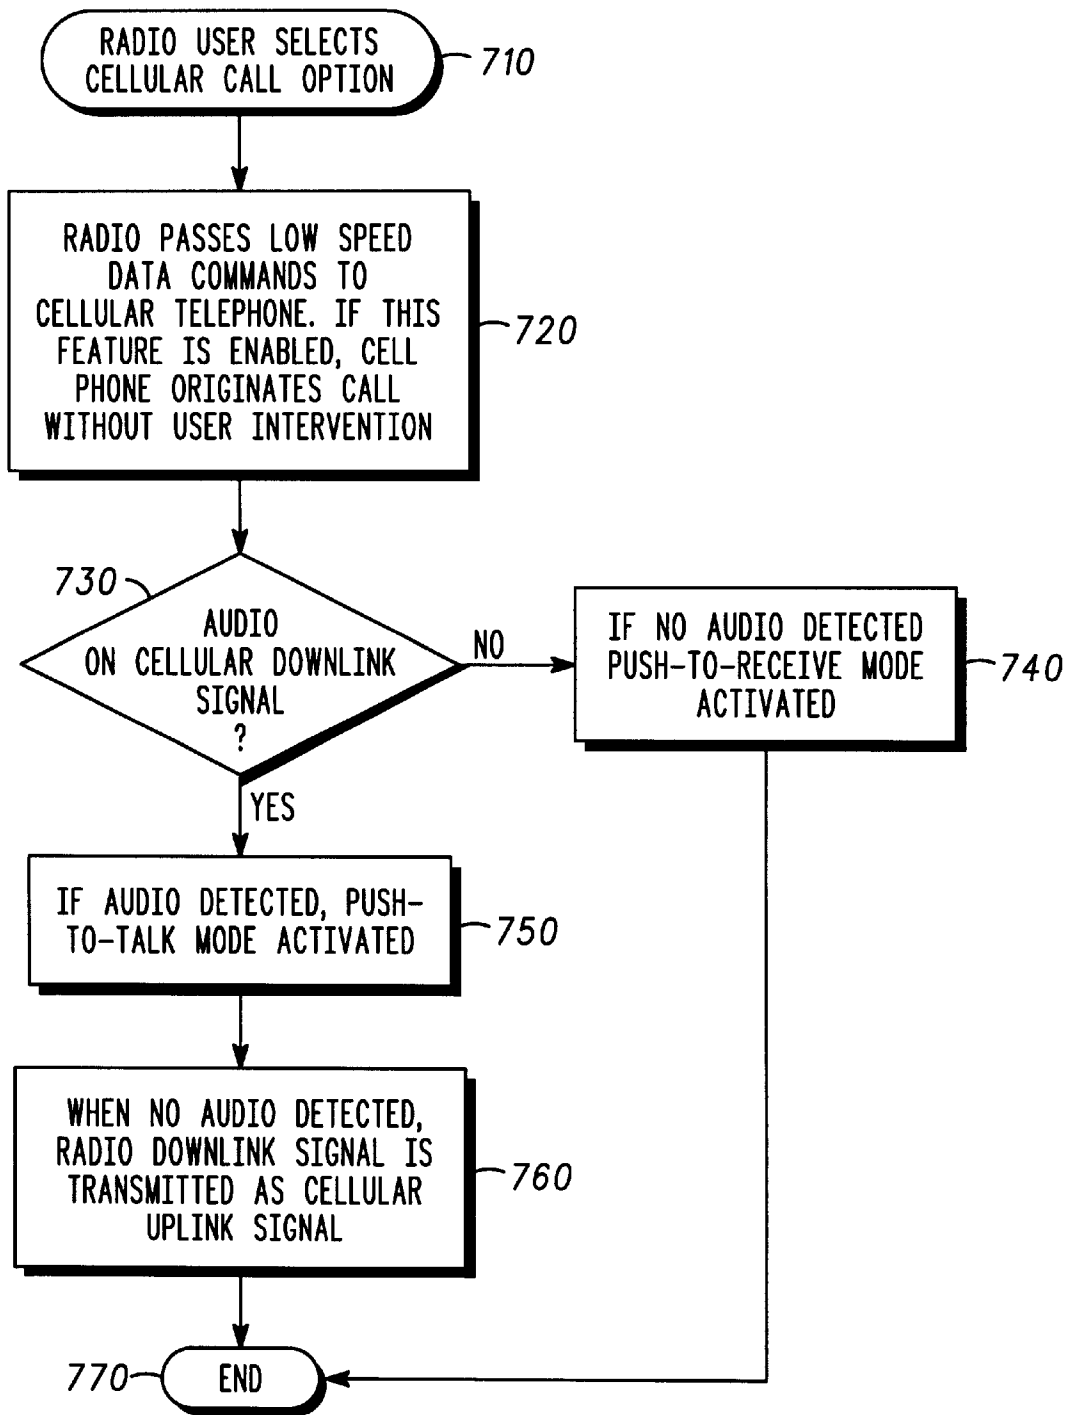 RADIO USER SELECTS
CELLULAR CALL OPTION
710
RADIO PASSES LOW SPEED
DATA COMMANDS TO
CELLULAR TELEPHONE. IF THIS
FEATURE IS ENABLED, CELL
PHONE ORIGINATES CALL
WITHOUT USER INTERVENTION
720
730
AUDIO
ON CELLULAR DOWNLINK
SIGNAL
?
NO
IF NO AUDIO DETECTED
PUSH-TO-RECEIVE MODE
ACTIVATED
740
YES
IF AUDIO DETECTED, PUSH-
TO-TALK MODE ACTIVATED
750
WHEN NO AUDIO DETECTED,
RADIO DOWNLINK SIGNAL IS
TRANSMITTED AS CELLULAR
UPLINK SIGNAL
760
770
END